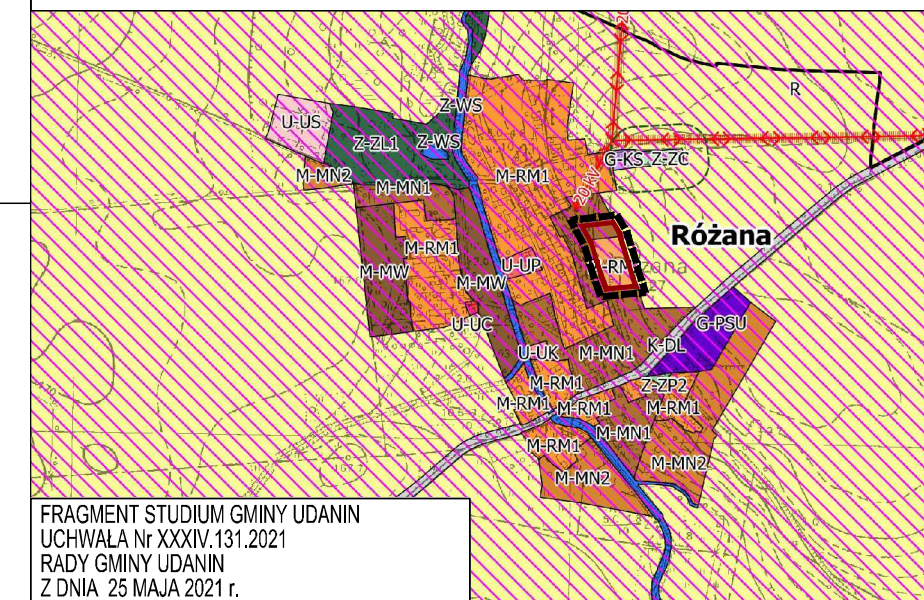 R
Z-WS
U-US
Z-ZL1
Z-WS
G-KS
Z-ZC
M-MN2
M-MN1
M-RM1
20 kV
Różana
M-RM1
U-UP
M-MW
M-MW
G-PSU
U-UC
K-DL
U-UK
M-MN1
M-RM1
Z-ZP2
M-RM1
M-RM1
M-RM1
M-MN1
M-RM1
M-MN2
M-MN2
FRAGMENT STUDIUM GMINY UDANIN
UCHWAŁA Nr XXXIV.131.2021
RADY GMINY UDANIN
Z DNIA 25 MAJA 2021 r.